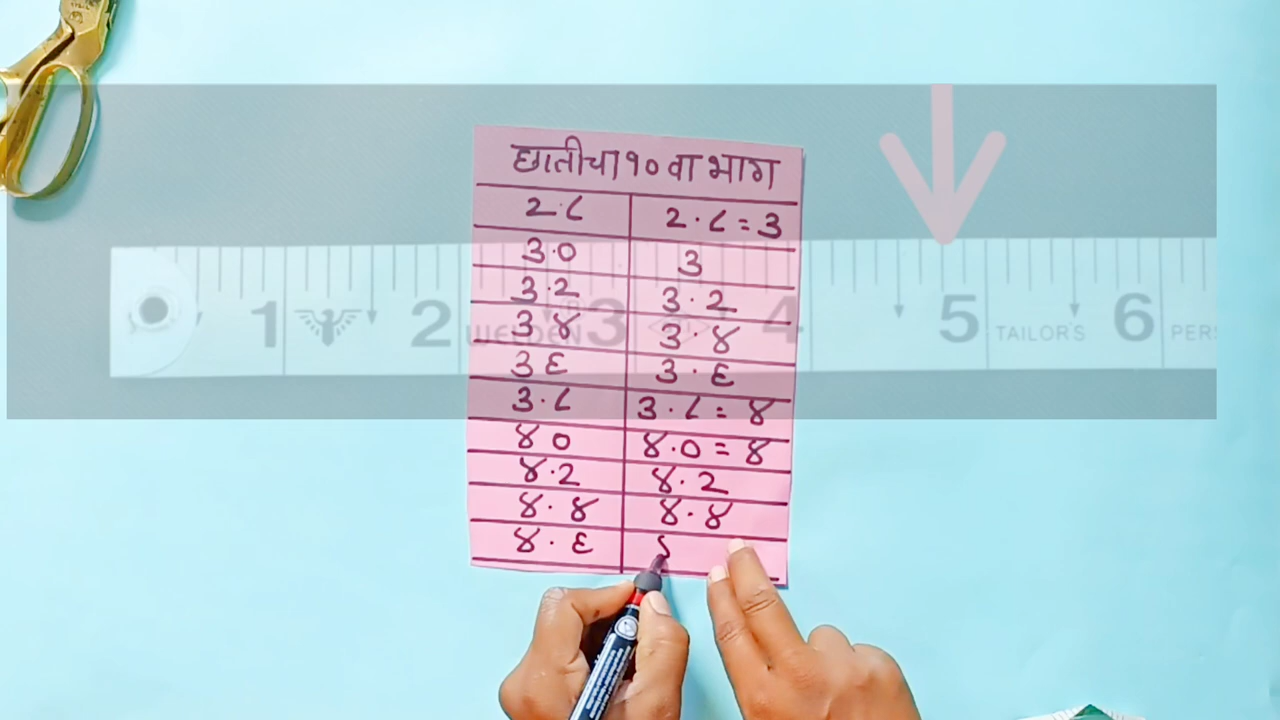 छातीचा १० वा भाग
२.८ २.८ = ३
३.० ३
३.२ ३.२
३ ४ ३.४
३ ६ ३.६
३.८ ३.८ = ४
४ ० ४.० = ४
४.२ ४.२
४.४ ४.४
४.६
1 2 3 4 5 6
TAILOR'S